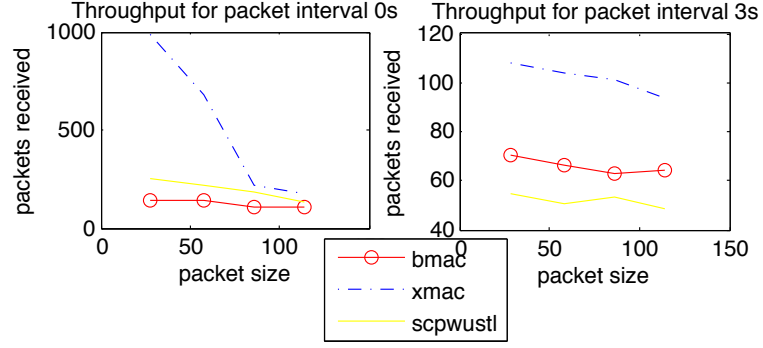 Throughput for packet interval 0s
1000
500
0
packets received
0
50
100
packet size
Throughput for packet interval 3s
120
100
80
60
40
packets received
0
50
100
150
packet size
bmac
xmac
scpwustl